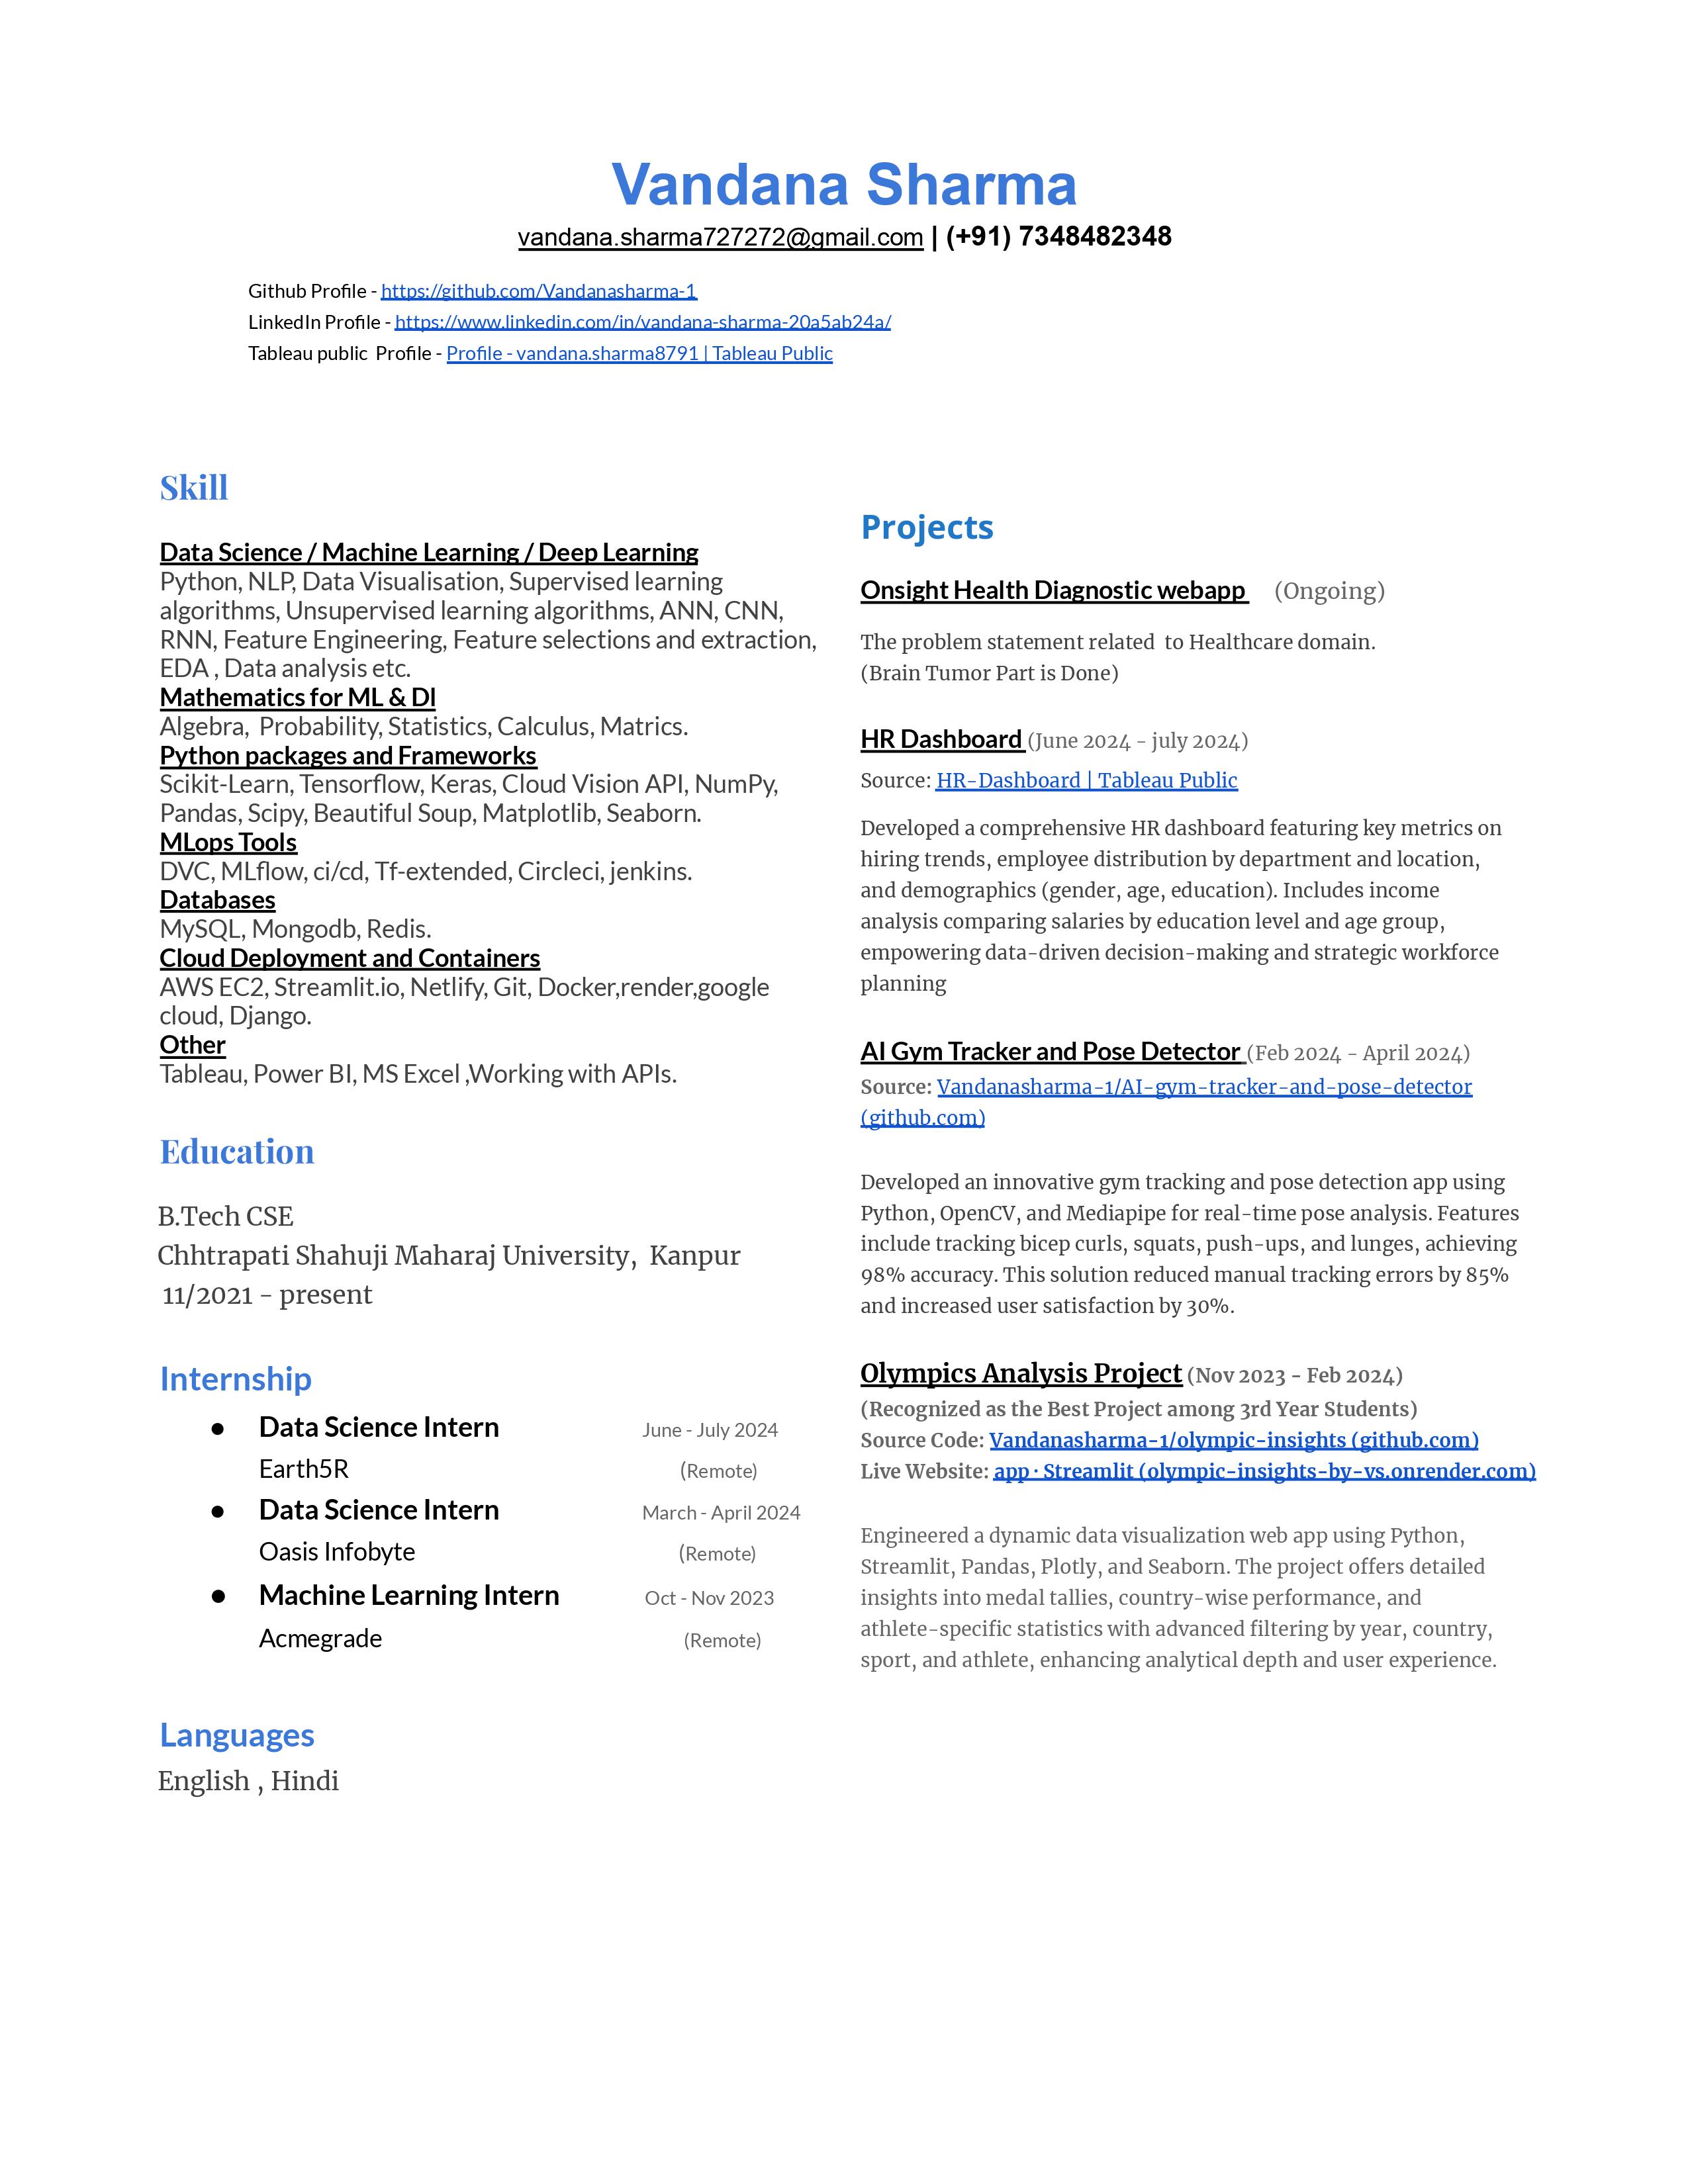 Vandana Sharma
vandana.sharma727272@gmail.com | (+91) 7348482348
Github Profile - https://github.com/Vandanasharma-1
LinkedIn Profile - https://www.linkedin.com/in/vandana-sharma-20a5ab24a/
Tableau public  Profile - Profile - vandana.sharma8791 | Tableau Public
Skill
Data Science / Machine Learning / Deep Learning
Python, NLP, Data Visualisation, Supervised learning
algorithms, Unsupervised learning algorithms, ANN, CNN,
RNN, Feature Engineering, Feature selections and extraction,
EDA , Data analysis etc.
Mathematics for ML & Dl
Algebra,  Probability, Statistics, Calculus, Matrics.
Python packages and Frameworks
Scikit-Learn, Tensorflow, Keras, Cloud Vision API, NumPy,
Pandas, Scipy, Beautiful Soup, Matplotlib, Seaborn.
MLops Tools
DVC, MLflow, ci/cd, Tf-extended, Circleci, jenkins.
Databases
MySQL, Mongodb, Redis.
Cloud Deployment and Containers
AWS EC2, Streamlit.io, Netlify, Git, Docker,render,google
cloud, Django.
Other
Tableau, Power BI, MS Excel ,Working with APIs.
Education
B.Tech CSE
Chhtrapati Shahuji Maharaj University,  Kanpur
11/2021 - present
Internship
● Data Science Intern June - July 2024
Earth5R (Remote)
● Data Science Intern March - April 2024
Oasis Infobyte (Remote)
● Machine Learning Intern Oct - Nov 2023
Acmegrade (Remote)
Languages
English , Hindi
Projects
Onsight Health Diagnostic webapp (Ongoing)
The problem statement related  to Healthcare domain.
(Brain Tumor Part is Done)
HR Dashboard (June 2024 - july 2024)
Source: HR-Dashboard | Tableau Public
Developed a comprehensive HR dashboard featuring key metrics on
hiring trends, employee distribution by department and location,
and demographics (gender, age, education). Includes income
analysis comparing salaries by education level and age group,
empowering data-driven decision-making and strategic workforce
planning
AI Gym Tracker and Pose Detector (Feb 2024 - April 2024)
Source: Vandanasharma-1/AI-gym-tracker-and-pose-detector
(github.com)
Developed an innovative gym tracking and pose detection app using
Python, OpenCV, and Mediapipe for real-time pose analysis. Features
include tracking bicep curls, squats, push-ups, and lunges, achieving
98% accuracy. This solution reduced manual tracking errors by 85%
and increased user satisfaction by 30%.
Olympics Analysis Project (Nov 2023 - Feb 2024)
(Recognized as the Best Project among 3rd Year Students)
Source Code: Vandanasharma-1/olympic-insights (github.com)
Live Website: app · Streamlit (olympic-insights-by-vs.onrender.com)
Engineered a dynamic data visualization web app using Python,
Streamlit, Pandas, Plotly, and Seaborn. The project offers detailed
insights into medal tallies, country-wise performance, and
athlete-specific statistics with advanced filtering by year, country,
sport, and athlete, enhancing analytical depth and user experience.